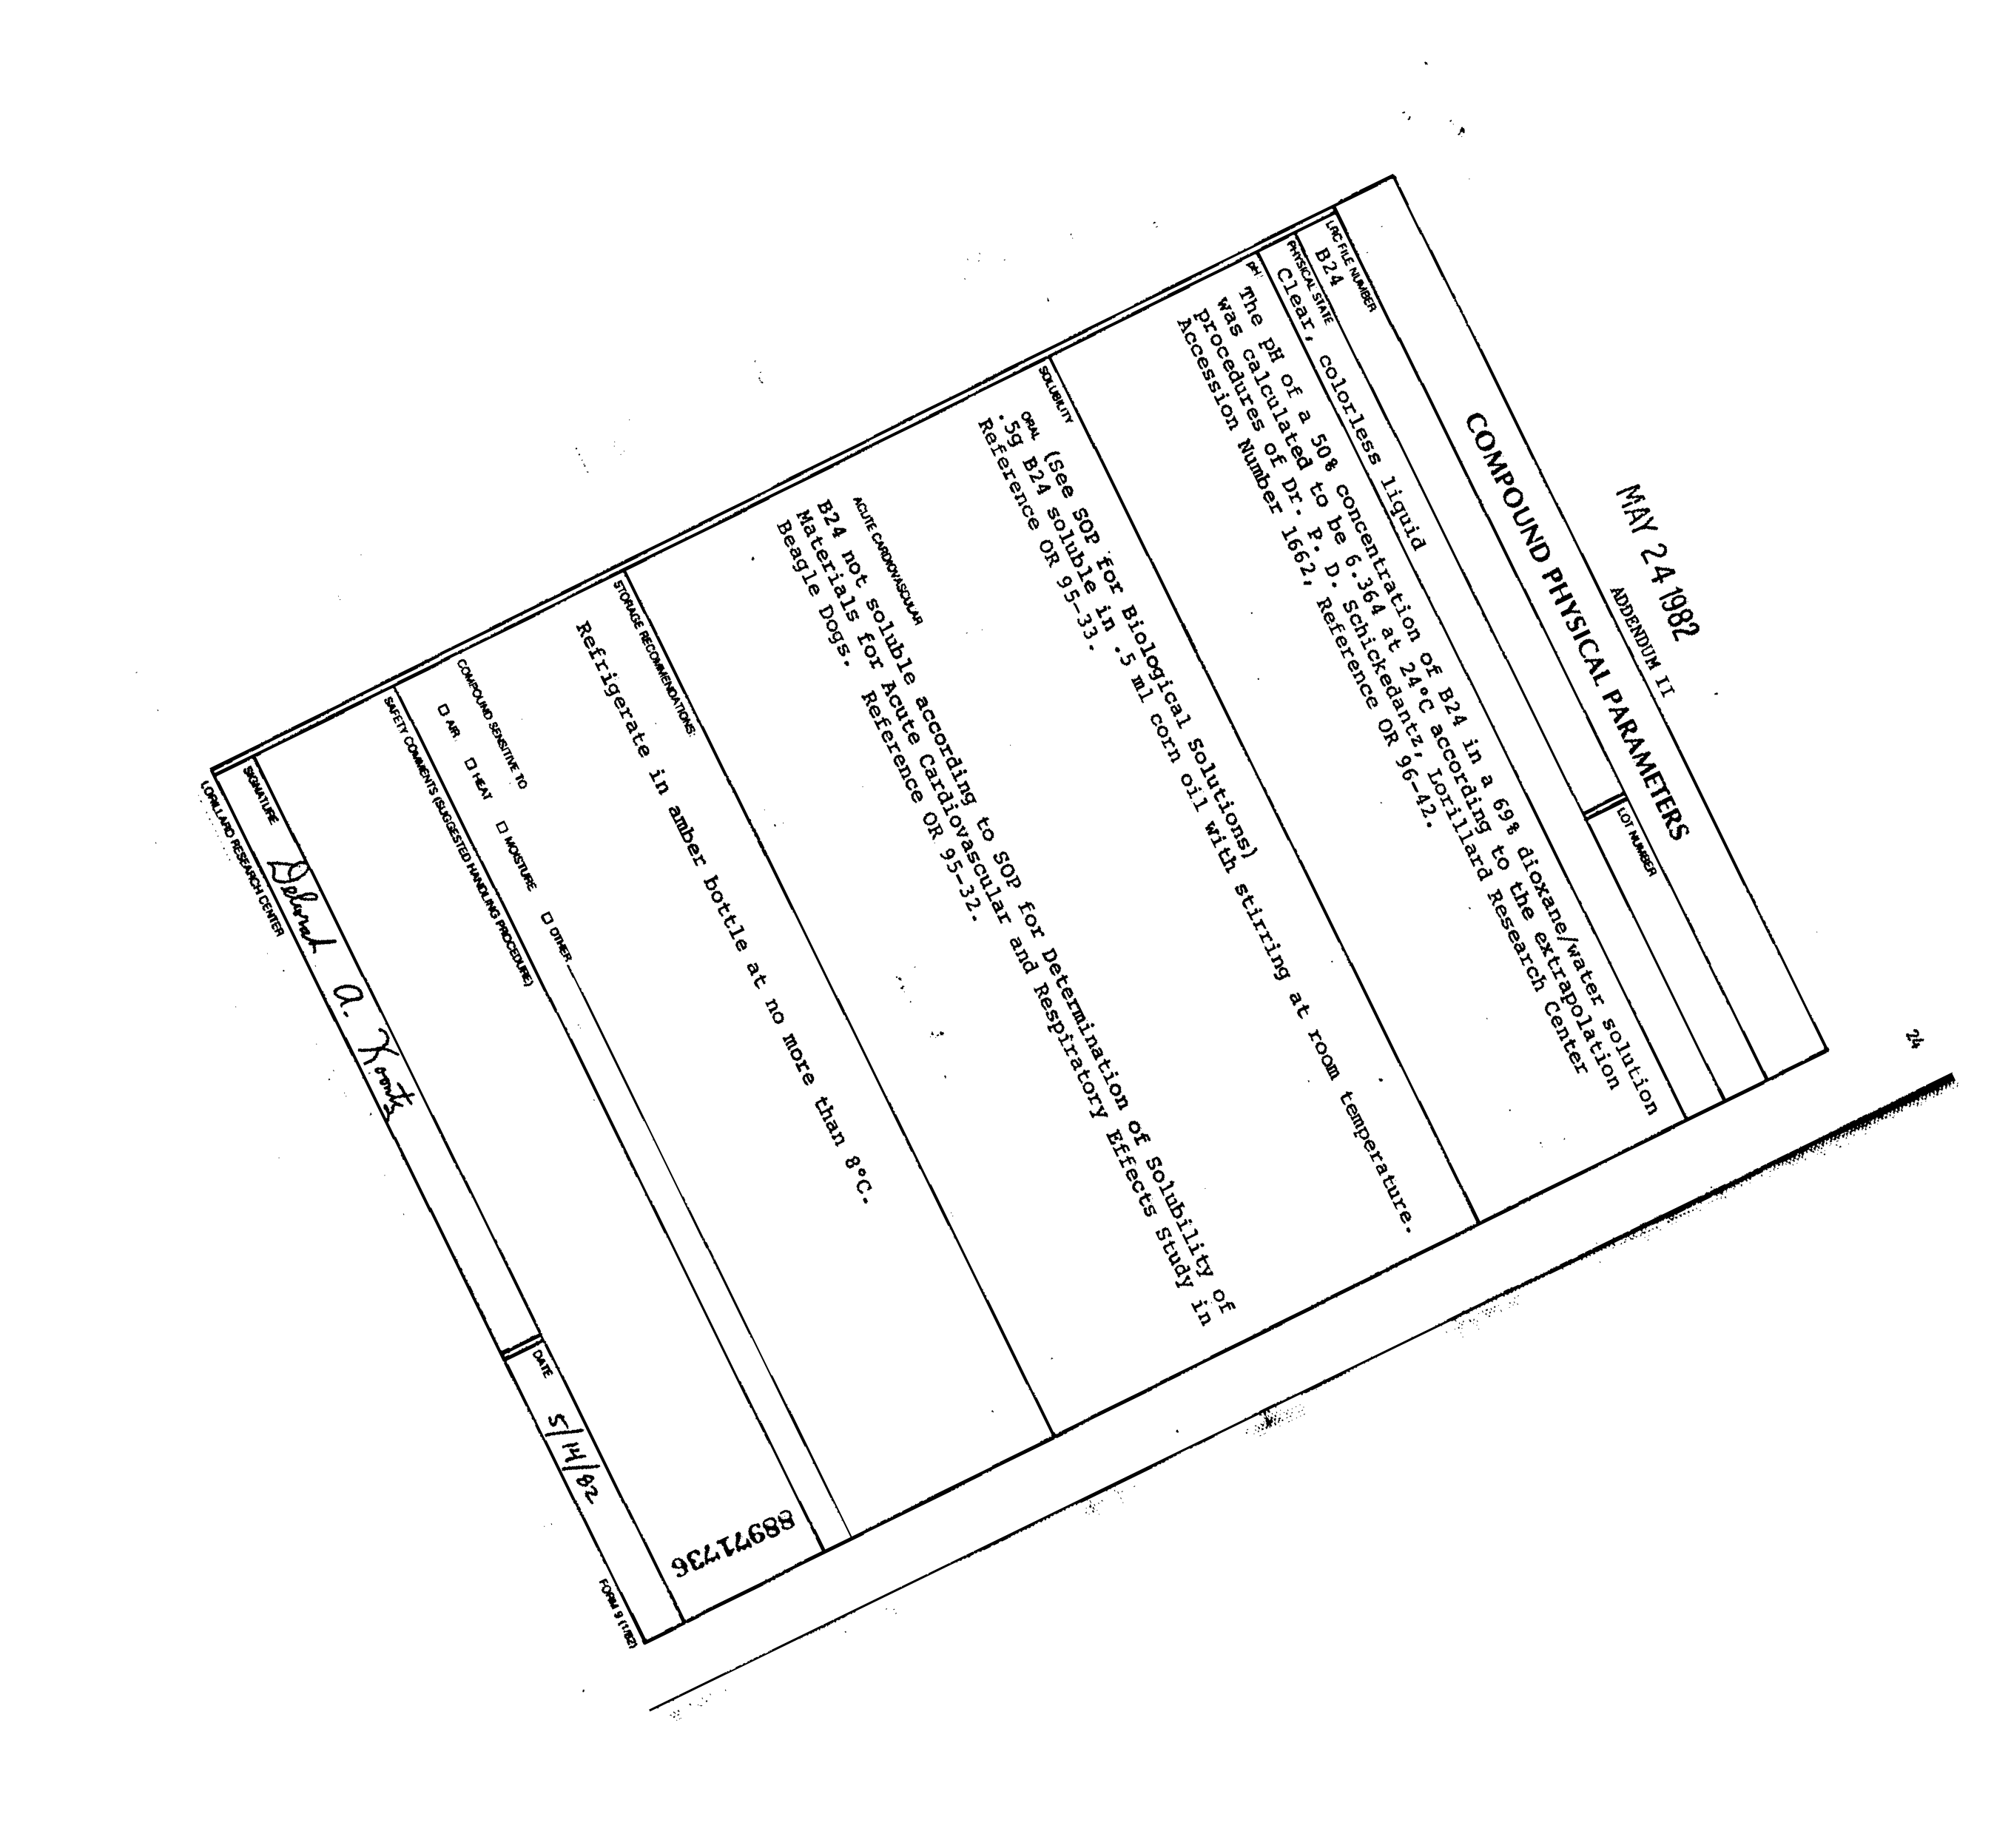 24
MAY 24 1982
ADDENDUM II
COMPOUND PHYSICAL PARAMETERS
LRC FILE NUMBER
B24
LOT NUMBER
PHYSICAL STATE
Clear, colorless liquid
pH:
The pH of a 50% concentration of B24 in a 69% dioxane/water solution
was calculated to be 6.364 at 24°C according to the extrapolation
procedures of Dr. P. D. Schickedantz, Lorillard Research Center
Accession Number 1662, Reference OR 96-42.
SOLUBILITY
ORAL (See SOP for Biological Solutions)
.5g B24 soluble in .5 ml corn oil with stirring at room temperature.
Reference OR 95-33.
ACUTE CARDIOVASCULAR
B24 not soluble according to SOP for Determination of Solubility of
Materials for Acute Cardiovascular and Respiratory Effects Study in
Beagle Dogs. Reference OR 95-32.
STORAGE RECOMMENDATIONS:
Refrigerate in amber bottle at no more than 8°C.
COMPOUND SENSITIVE TO
☐ AIR ☐ HEAT ☐ MOISTURE ☐ OTHER
SAFETY COMMENTS (SUGGESTED HANDLING PROCEDURE)
88971736
SIGNATURE
Deborah A. Koontz
DATE
5/14/82
LORILLARD RESEARCH CENTER
FORM 9 (1/82)